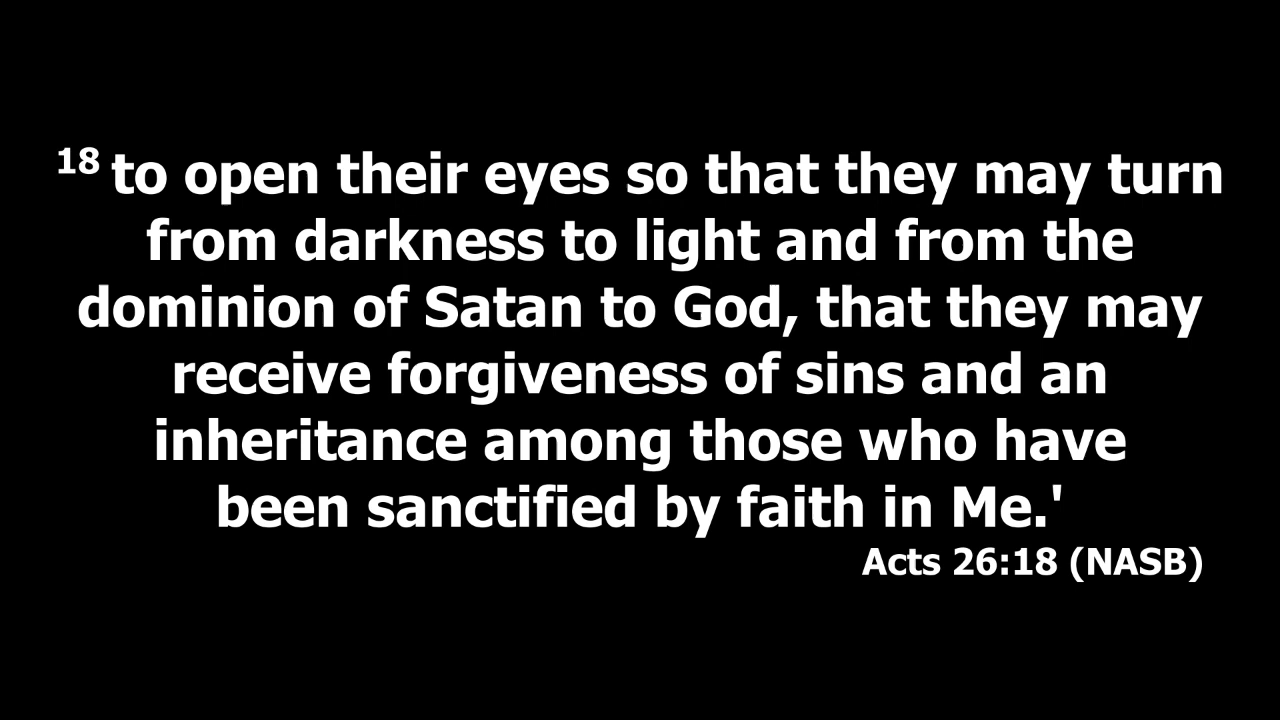 18 to open their eyes so that they may turn
from darkness to light and from the
dominion of Satan to God, that they may
receive forgiveness of sins and an
inheritance among those who have
been sanctified by faith in Me.'
Acts 26:18 (NASB)